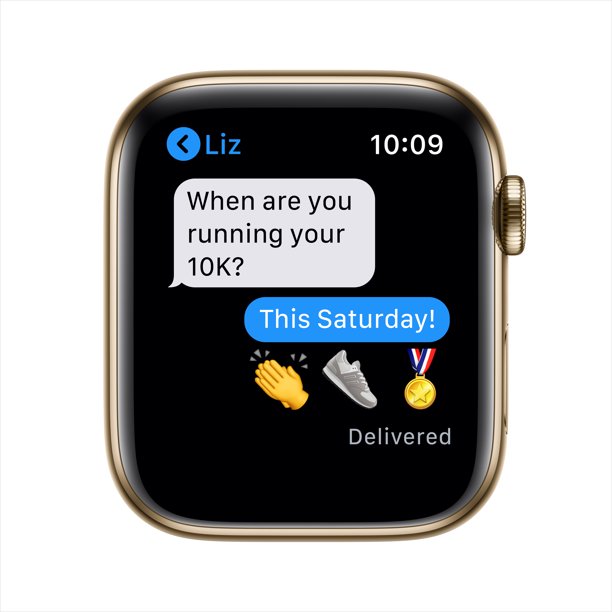 Liz
10:09
When are you
running your
10K?
This Saturday!
Delivered